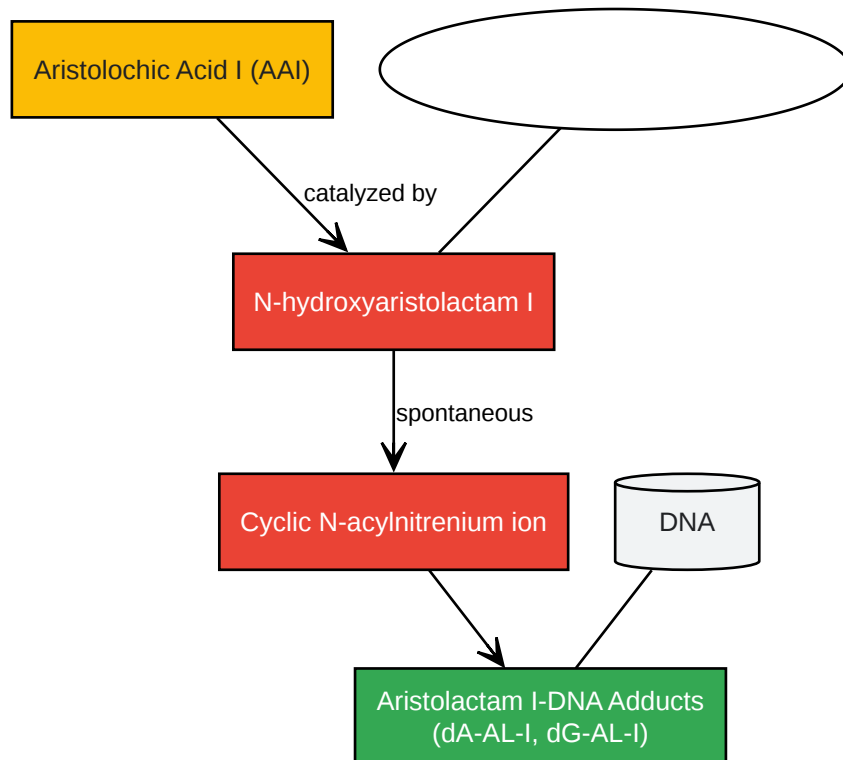 Aristolochic Acid I (AAI)
catalyzed by
N-hydroxyaristolactam I
spontaneous
Cyclic N-acylnitrenium ion
DNA
Aristolactam I-DNA Adducts
(dA-AL-I, dG-AL-I)